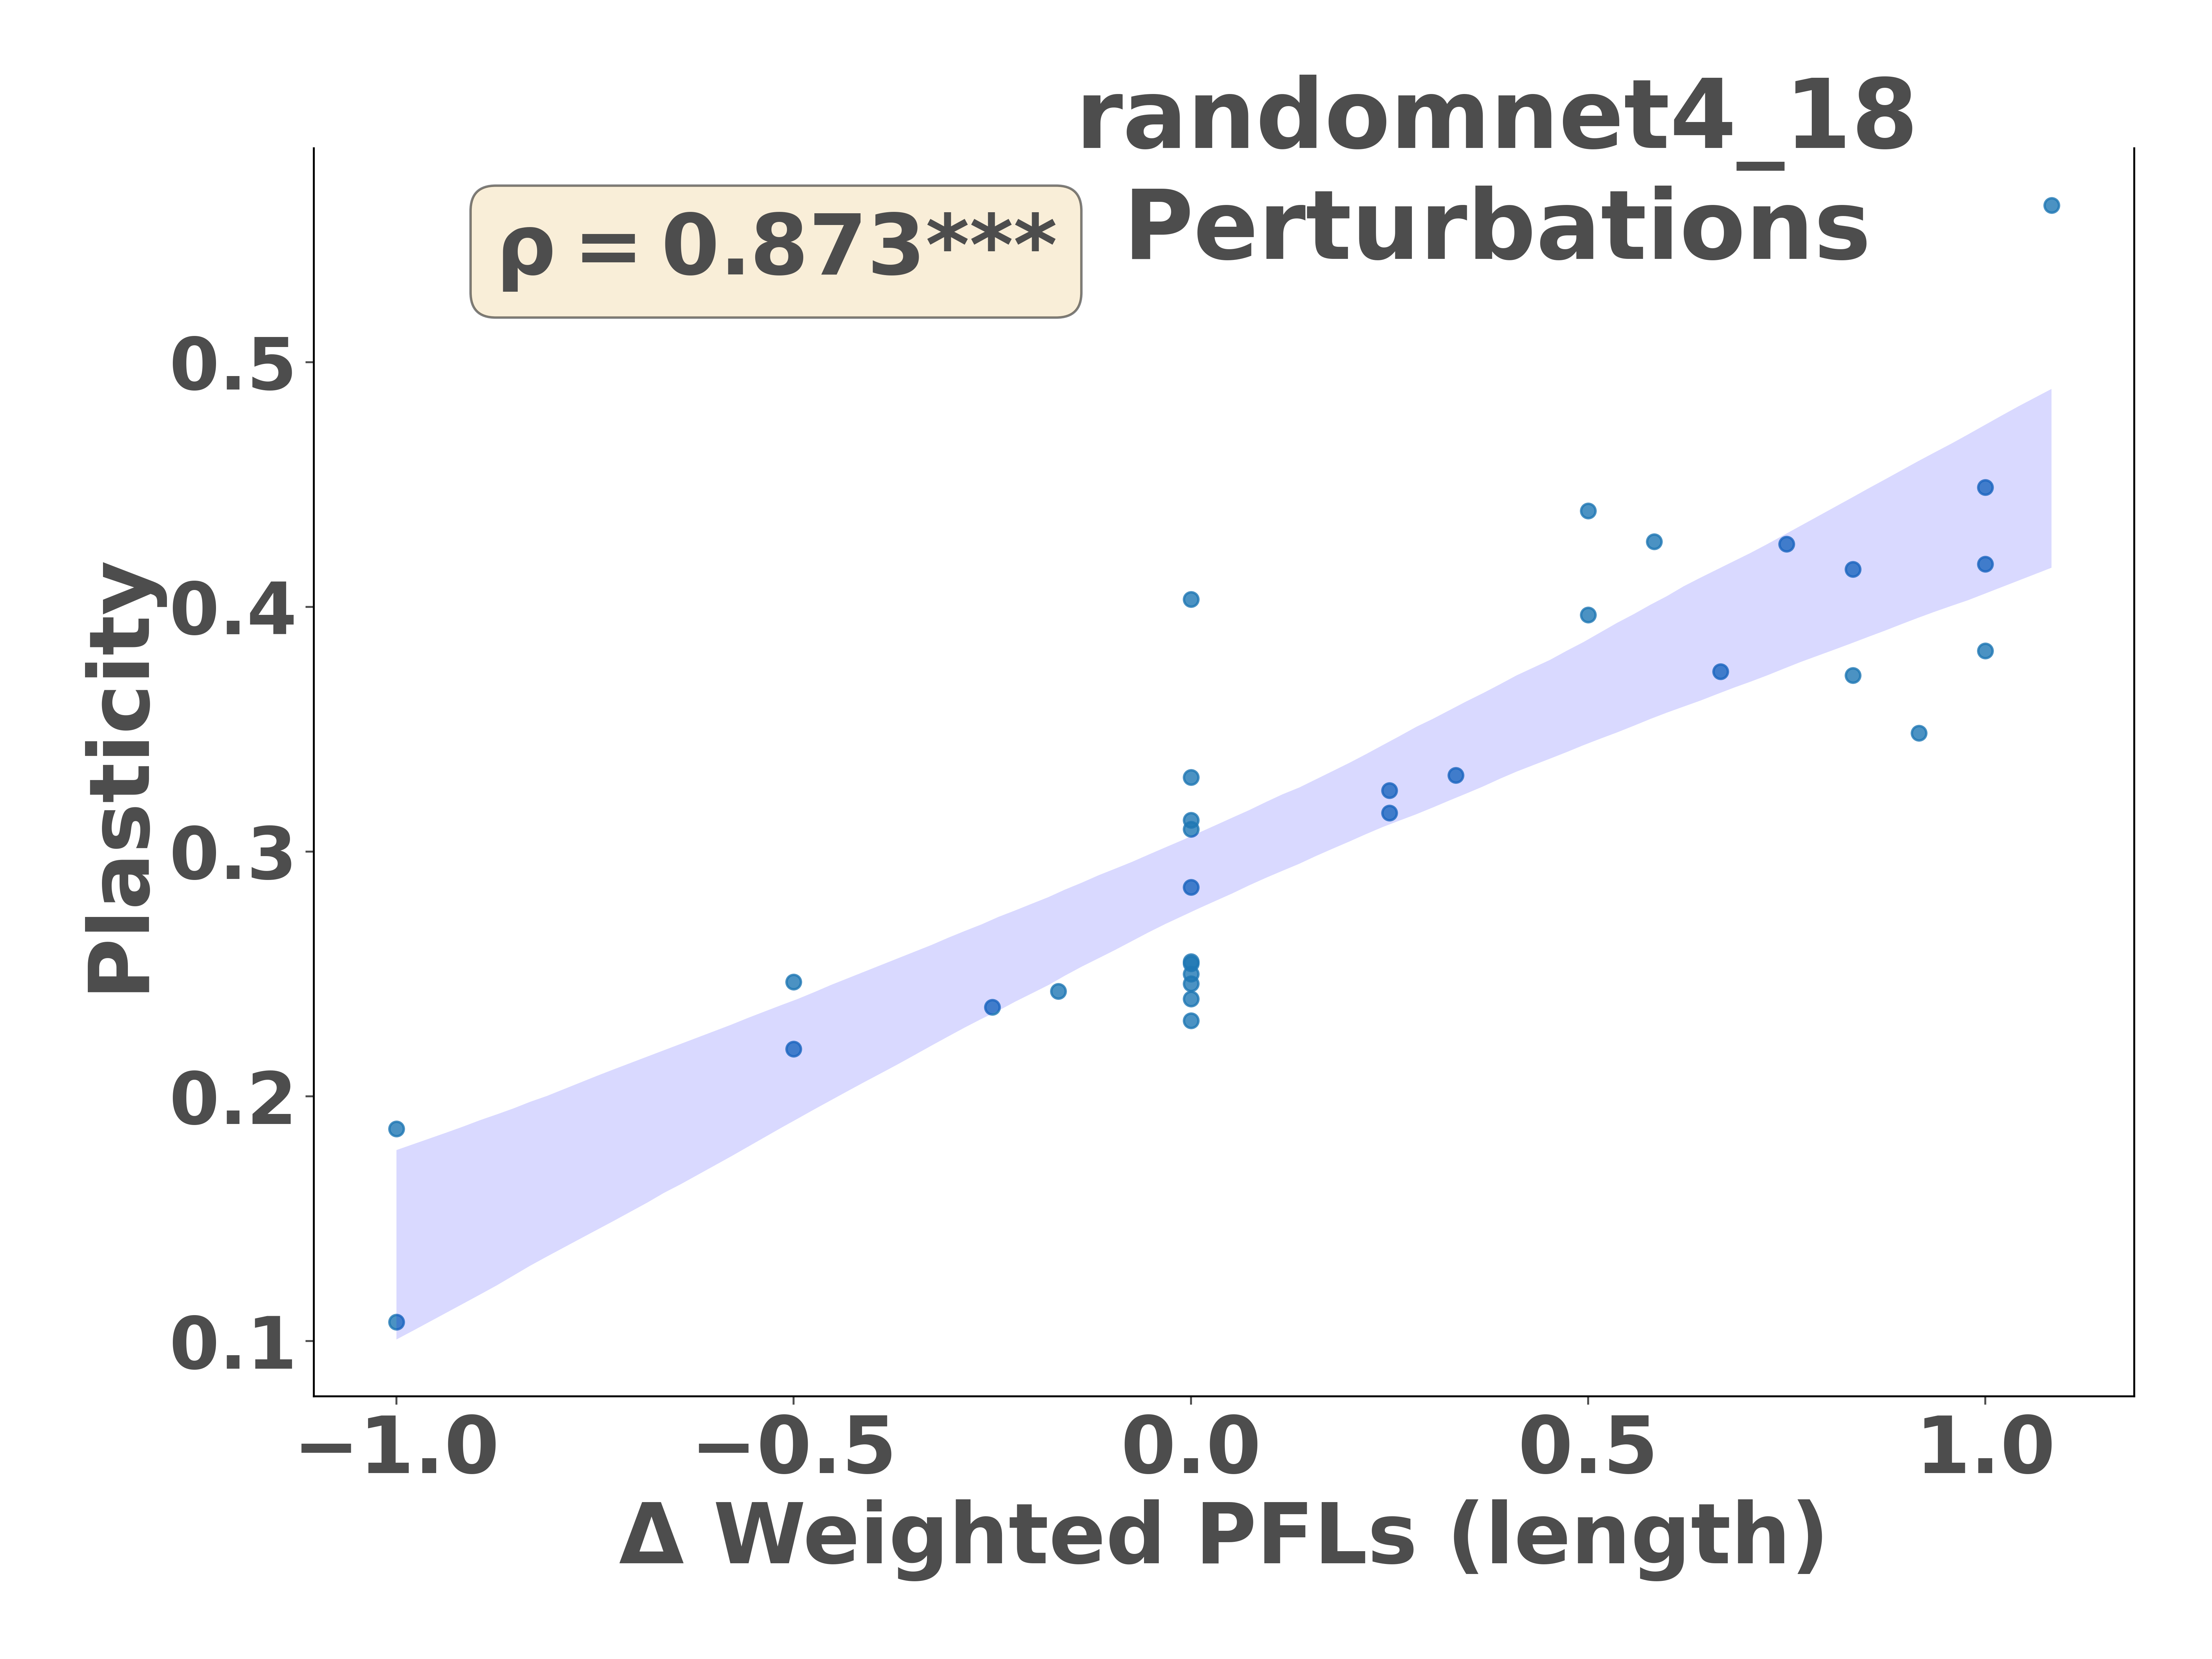 randomnet4_18
Perturbations
ρ = 0.873***
Plasticity
0.5
0.4
0.3
0.2
0.1
−1.0
−0.5
0.0
0.5
1.0
Δ Weighted PFLs (length)